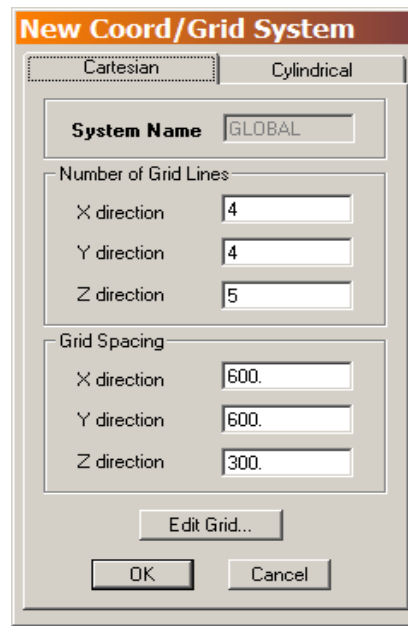 New Coord/Grid System
Cartesian Cylindrical
System Name GLOBAL
Number of Grid Lines
X direction 4
Y direction 4
Z direction 5
Grid Spacing
X direction 600.
Y direction 600.
Z direction 300.
Edit Grid...
OK Cancel